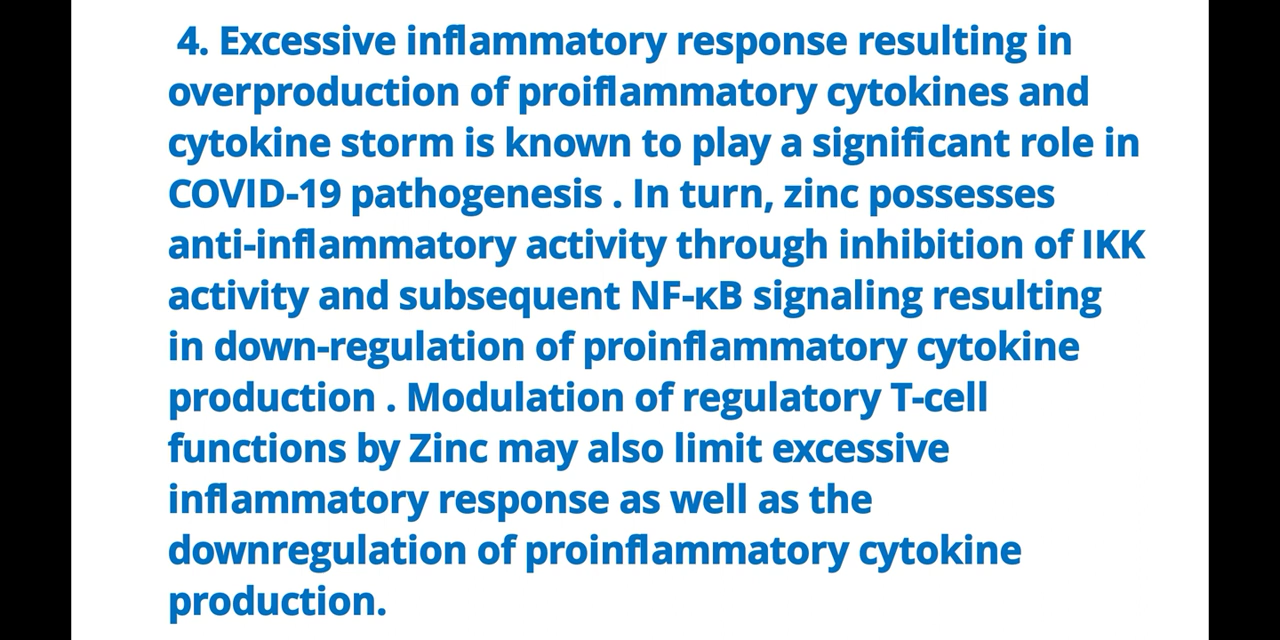 4. Excessive inflammatory response resulting in
overproduction of proiflammatory cytokines and
cytokine storm is known to play a significant role in
COVID-19 pathogenesis . In turn, zinc possesses
anti-inflammatory activity through inhibition of IKK
activity and subsequent NF-κB signaling resulting
in down-regulation of proinflammatory cytokine
production . Modulation of regulatory T-cell
functions by Zinc may also limit excessive
inflammatory response as well as the
downregulation of proinflammatory cytokine
production.